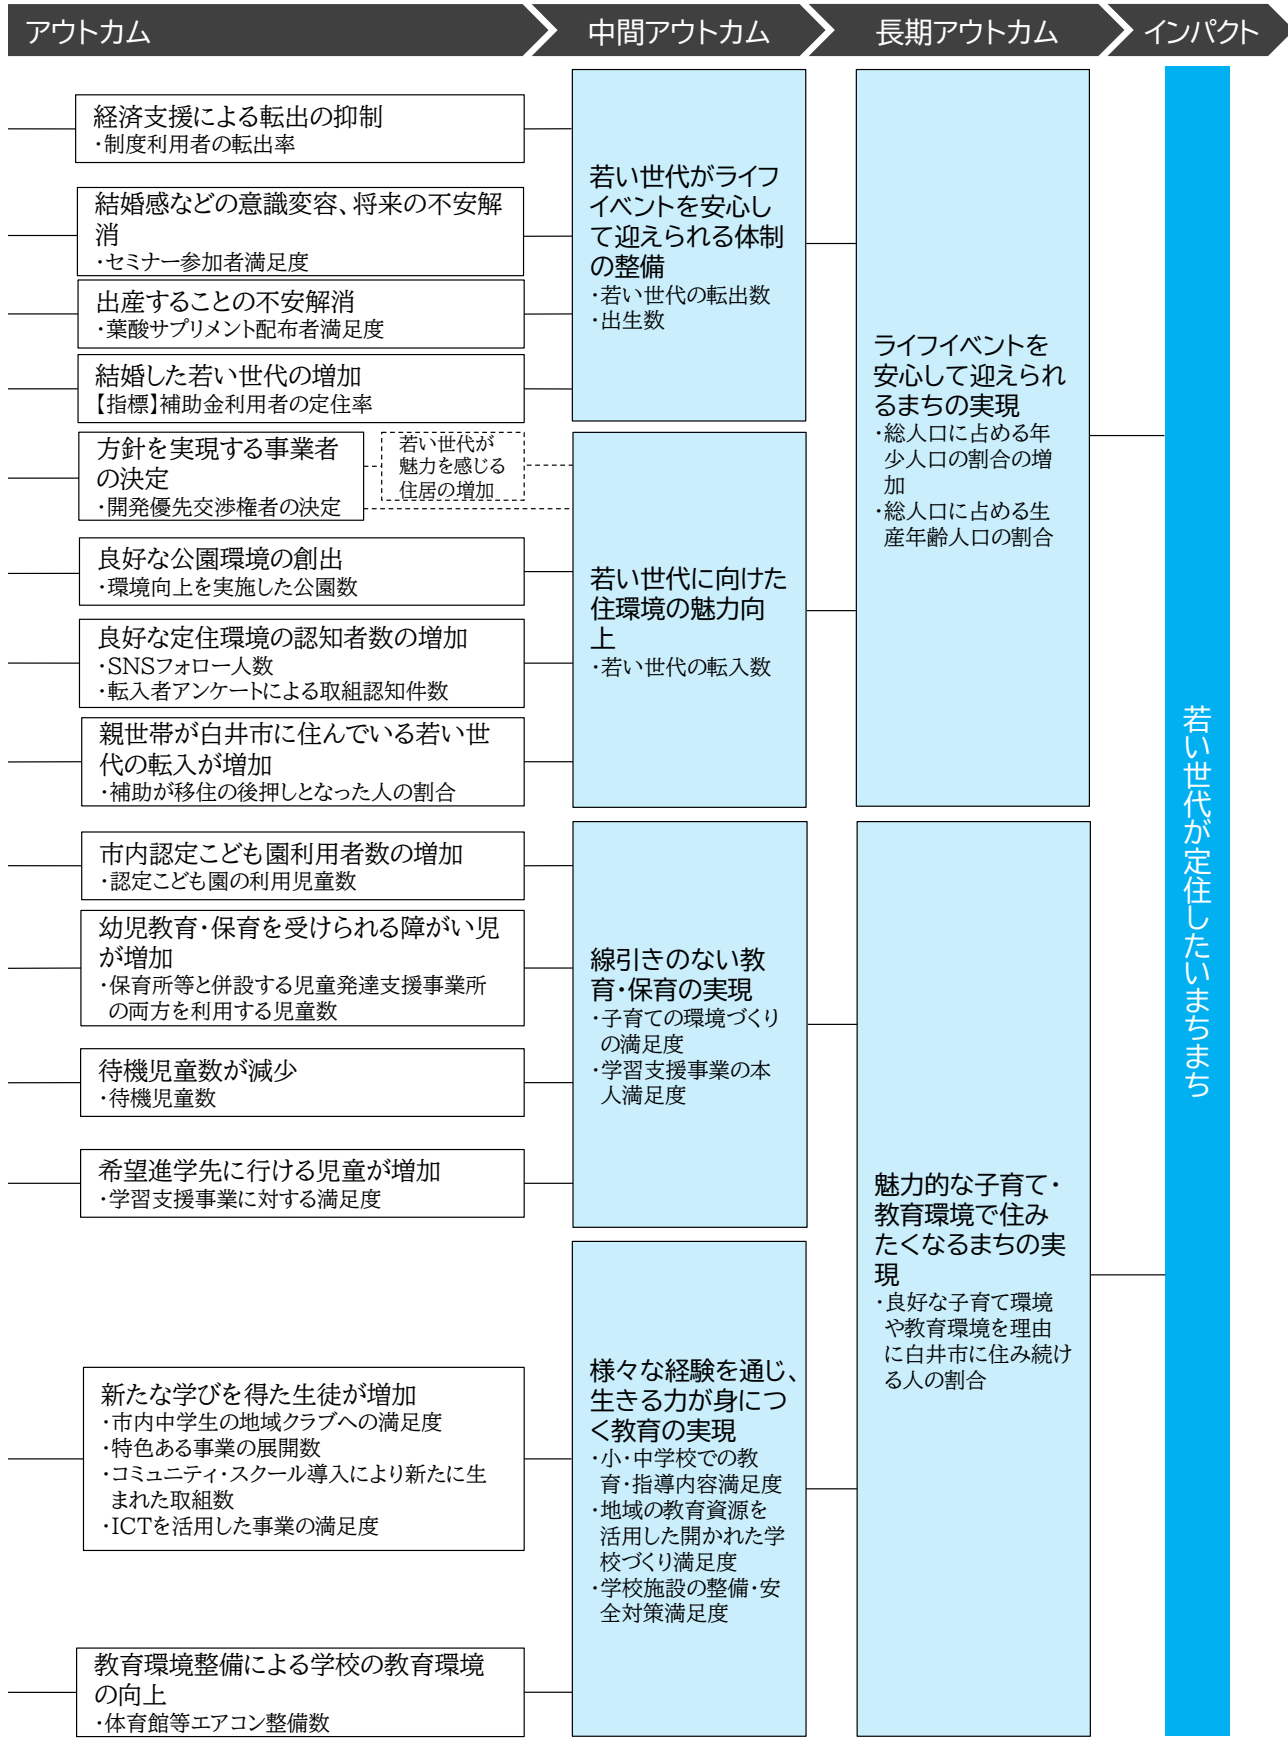 アウトカム
中間アウトカム
長期アウトカム
インパクト
経済支援による転出の抑制
・制度利用者の転出率
結婚感などの意識変容、将来の不安解
消
・セミナー参加者満足度
出産することの不安解消
・葉酸サプリメント配布者満足度
結婚した若い世代の増加
【指標】補助金利用者の定住率
方針を実現する事業者
の決定
・開発優先交渉権者の決定
若い世代が
魅力を感じる
住居の増加
良好な公園環境の創出
・環境向上を実施した公園数
良好な定住環境の認知者数の増加
・SNSフォロー人数
・転入者アンケートによる取組認知件数
親世帯が白井市に住んでいる若い世
代の転入が増加
・補助が移住の後押しとなった人の割合
市内認定こども園利用者数の増加
・認定こども園の利用児童数
幼児教育・保育を受けられる障がい児
が増加
・保育所等と併設する児童発達支援事業所
の両方を利用する児童数
待機児童数が減少
・待機児童数
希望進学先に行ける児童が増加
・学習支援事業に対する満足度
新たな学びを得た生徒が増加
・市内中学生の地域クラブへの満足度
・特色ある事業の展開数
・コミュニティ・スクール導入により新たに生
まれた取組数
・ICTを活用した事業の満足度
教育環境整備による学校の教育環境
の向上
・体育館等エアコン整備数
若い世代がライフ
イベントを安心し
て迎えられる体制
の整備
・若い世代の転出数
・出生数
若い世代に向けた
住環境の魅力向
上
・若い世代の転入数
線引きのない教
育・保育の実現
・子育ての環境づくり
の満足度
・学習支援事業の本
人満足度
様々な経験を通じ、
生きる力が身につ
く教育の実現
・小・中学校での教
育・指導内容満足度
・地域の教育資源を
活用した開かれた学
校づくり満足度
・学校施設の整備・安
全対策満足度
ライフイベントを
安心して迎えられ
るまちの実現
・総人口に占める年
少人口の割合の増
加
・総人口に占める生
産年齢人口の割合
魅力的な子育て・
教育環境で住み
たくなるまちの実
現
・良好な子育て環境
や教育環境を理由
に白井市に住み続け
る人の割合
若い世代が定住したいまちまち